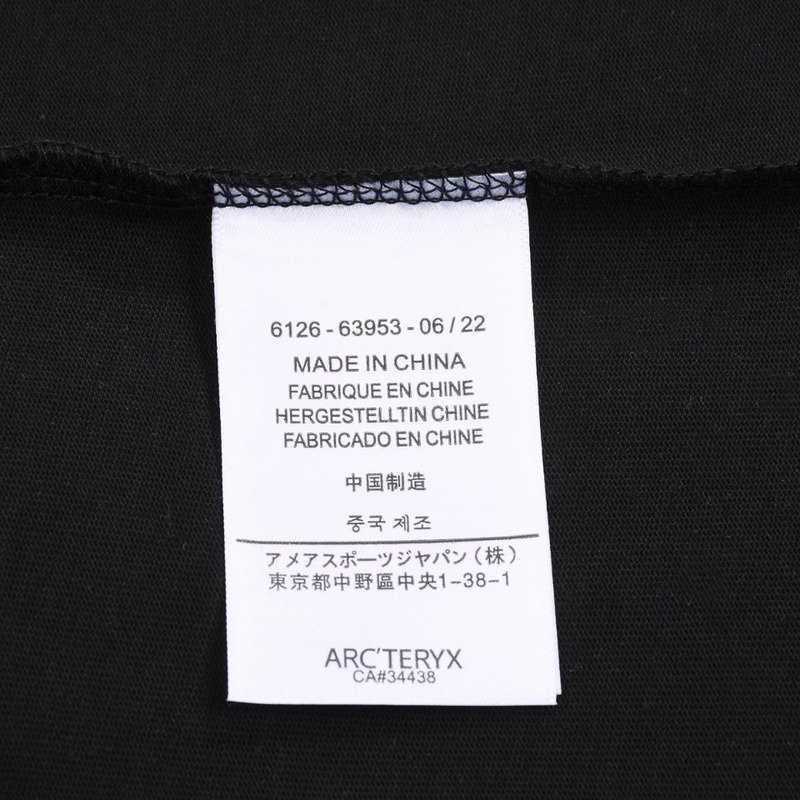 6126 - 63953 - 06 / 22
MADE IN CHINA
FABRIQUE EN CHINE
HERGESTELLTIN CHINE
FABRICADO EN CHINE
中国制造
중국 제조
アメアスポーツジヤパン（株）
東京都中野區中央1-38-1
ARC'TERYX
CA#34438